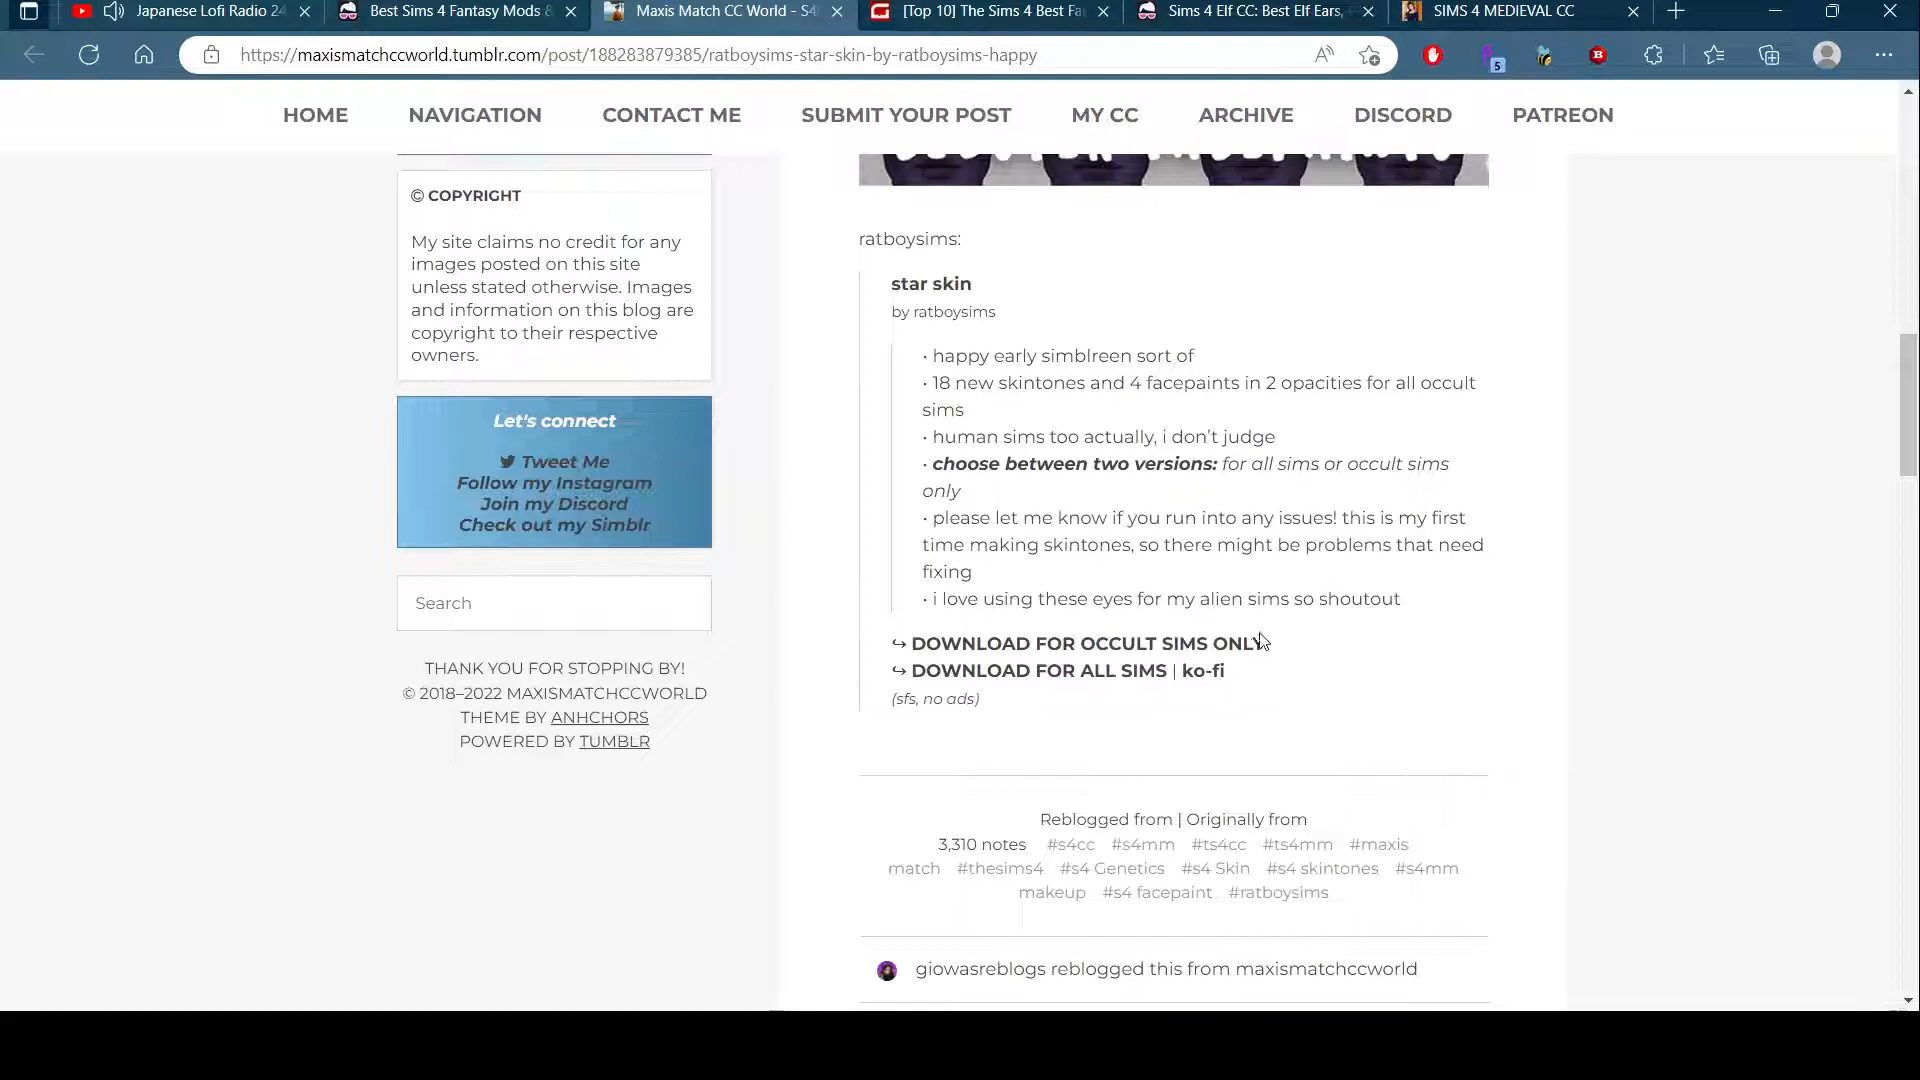 Japanese Lofi Radio 24
Best Sims 4 Fantasy Mods &
Maxis Match CC World - S4
[Top 10] The Sims 4 Best Fa
Sims 4 Elf CC: Best Elf Ears,
SIMS 4 MEDIEVAL CC
https://maxismatchccworld.tumblr.com/post/188283879385/ratboysims-star-skin-by-ratboysims-happy
5
HOME NAVIGATION CONTACT ME SUBMIT YOUR POST MY CC ARCHIVE DISCORD PATREON
© COPYRIGHT
My site claims no credit for any
images posted on this site
unless stated otherwise. Images
and information on this blog are
copyright to their respective
owners.
Let's connect
Tweet Me
Follow my Instagram
Join my Discord
Check out my Simblr
Search
THANK YOU FOR STOPPING BY!
© 2018–2022 MAXISMATCHCCWORLD
THEME BY ANHCHORS
POWERED BY TUMBLR
ratboysims:
star skin
by ratboysims
• happy early simblreen sort of
• 18 new skintones and 4 facepaints in 2 opacities for all occult
sims
• human sims too actually, i don't judge
• choose between two versions: for all sims or occult sims
only
• please let me know if you run into any issues! this is my first
time making skintones, so there might be problems that need
fixing
• i love using these eyes for my alien sims so shoutout
↪ DOWNLOAD FOR OCCULT SIMS ONLY
↪ DOWNLOAD FOR ALL SIMS | ko-fi
(sfs, no ads)
Reblogged from | Originally from
3,310 notes #s4cc #s4mm #ts4cc #ts4mm #maxis
match #thesims4 #s4 Genetics #s4 Skin #s4 skintones #s4mm
makeup #s4 facepaint #ratboysims
giowasreblogs reblogged this from maxismatchccworld